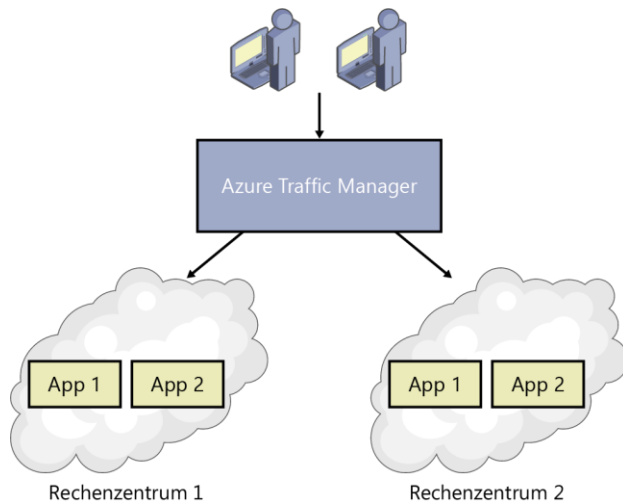 Azure Traffic Manager
App 1
App 2
App 1
App 2
Rechenzentrum 1
Rechenzentrum 2